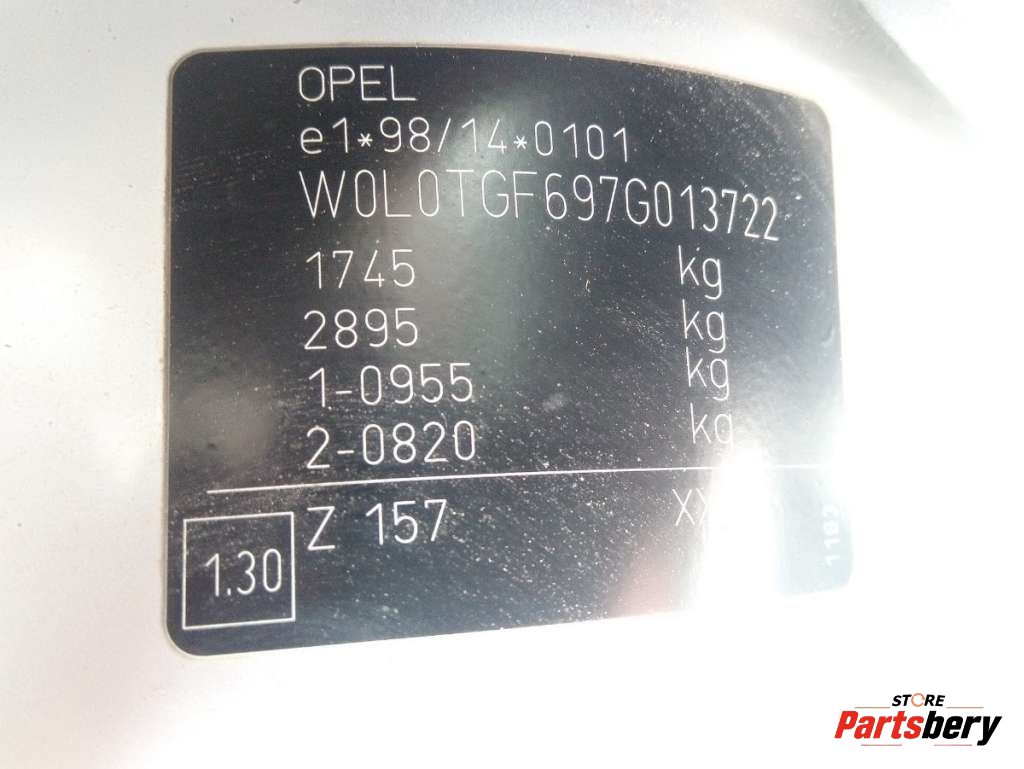 OPEL
e1*98/14*0101
W0L0TGF697G013722
1745 kg
2895 kg
1-0955 kg
2-0820 kg
Z 157
1.30
STORE
Partsbery